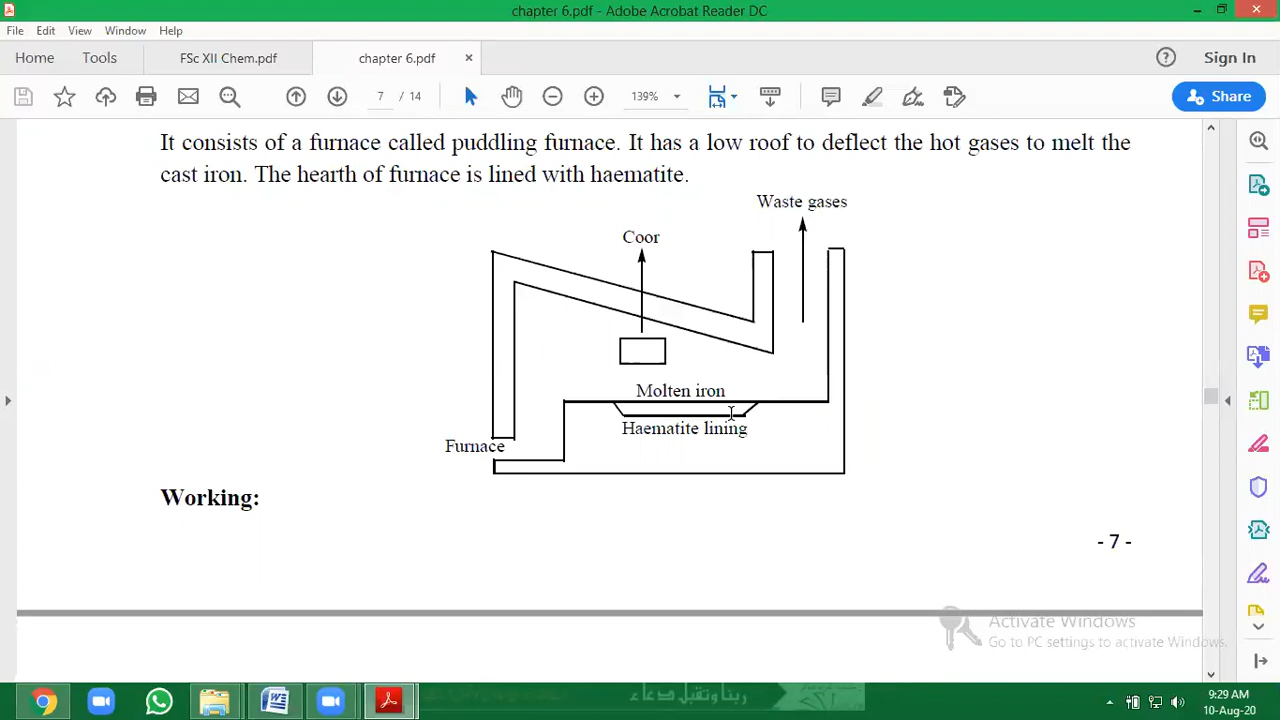 chapter 6.pdf - Adobe Acrobat Reader DC
File Edit View Window Help
Home Tools FSc XII Chem.pdf chapter 6.pdf × Sign In
7 / 14 139% Share
It consists of a furnace called puddling furnace. It has a low roof to deflect the hot gases to melt the
cast iron. The hearth of furnace is lined with haematite.
Waste gases
Coor
Molten iron
Haematite lining
Furnace
Working:
- 7 -
Activate Windows
Go to PC settings to activate Windows.
ربنا وتقبل دعاء
9:29 AM
10-Aug-20